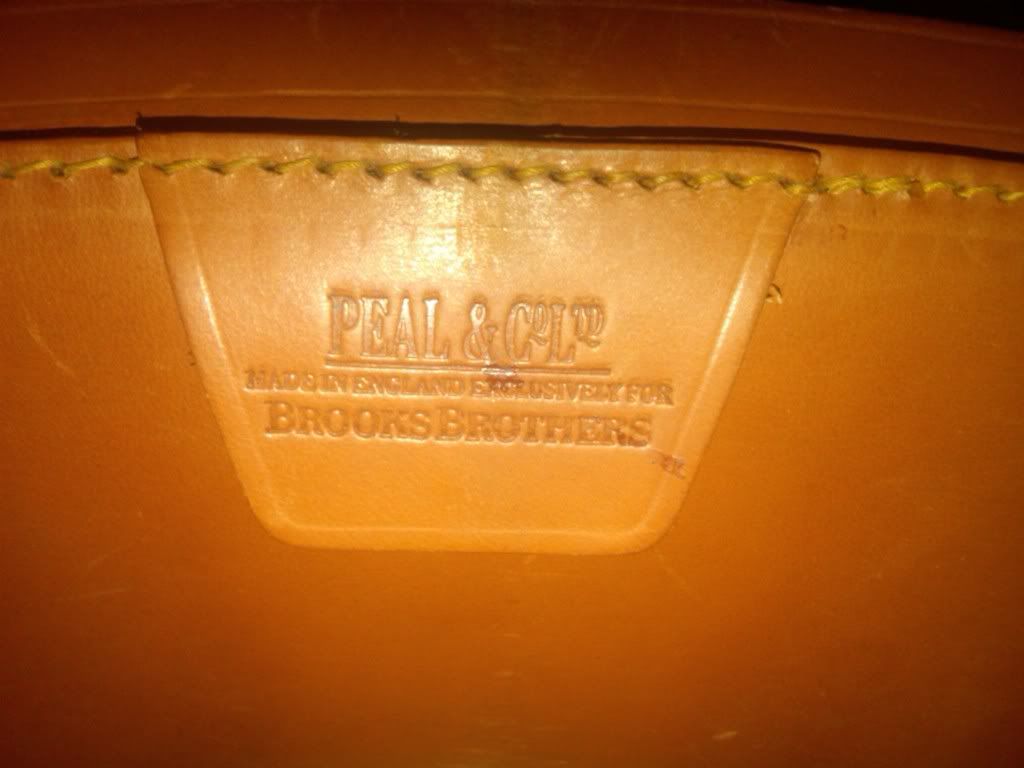 PEAL & Co LTD
MADE IN ENGLAND EXCLUSIVELY FOR
BROOKS BROTHERS